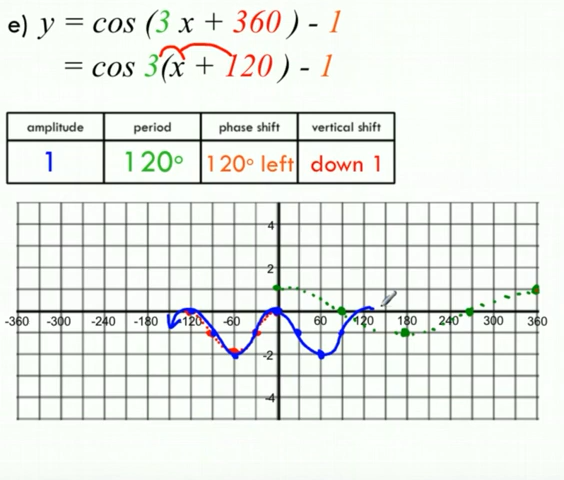 e) y = cos (3 x + 360 ) - 1
= cos 3(x + 120 ) - 1
amplitude period phase shift vertical shift
1 120° 120° left down 1
4
2
-360 -300 -240 -180 -120 -60 60 120 180 240 300 360
-2
-4